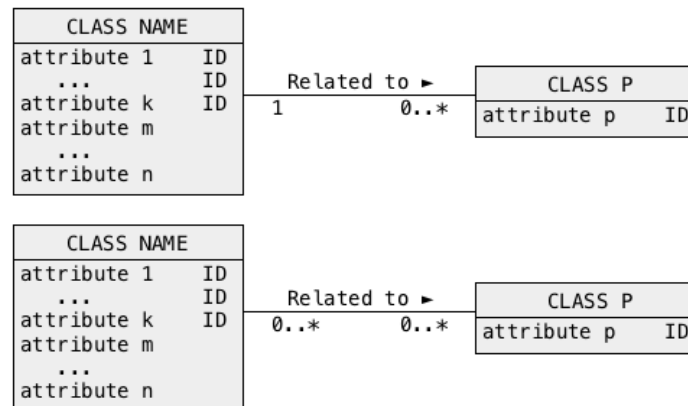 CLASS NAME
attribute 1 ID
... ID
attribute k ID
attribute m
...
attribute n
Related to ►
1 0..*
CLASS P
attribute p ID
CLASS NAME
attribute 1 ID
... ID
attribute k ID
attribute m
...
attribute n
Related to ►
0..* 0..*
CLASS P
attribute p ID